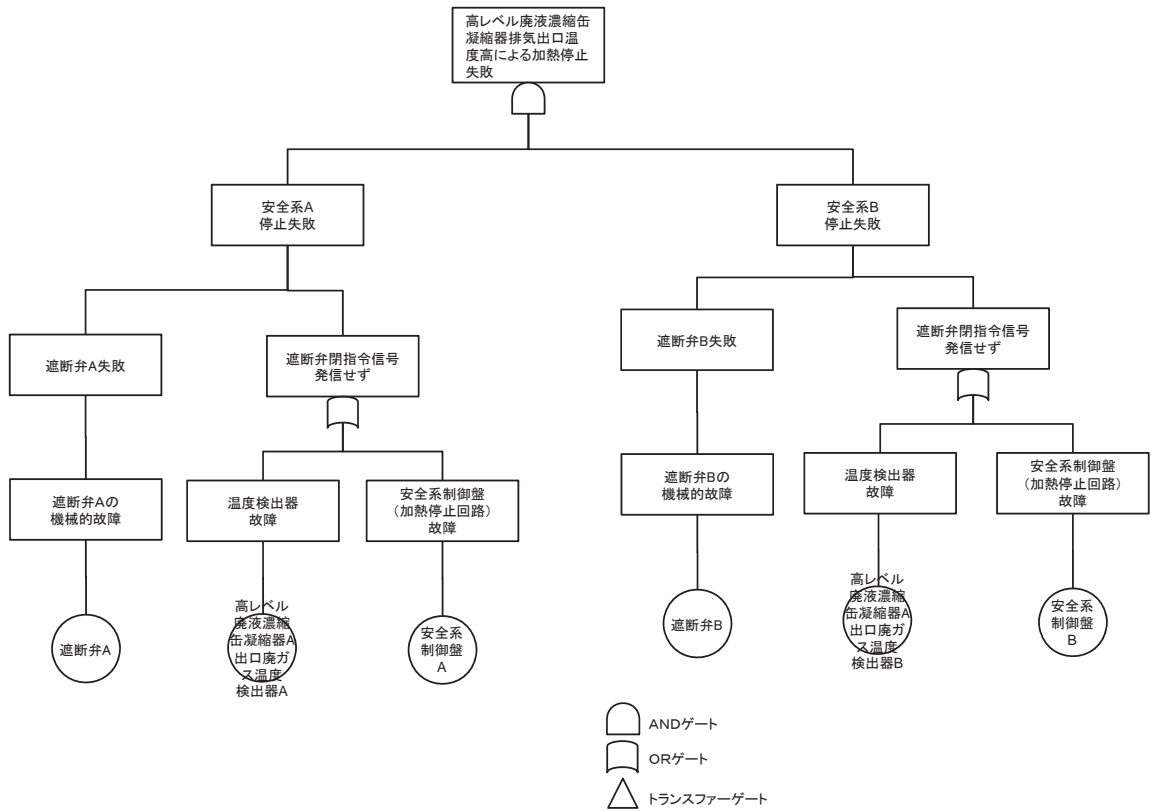 高レベル廃液濃縮缶
凝縮器排気出口温
度高による加熱停止
失敗
安全系A
停止失敗
安全系B
停止失敗
遮断弁A失敗
遮断弁閉指令信号
発信せず
遮断弁B失敗
遮断弁閉指令信号
発信せず
遮断弁Aの
機械的故障
温度検出器
故障
安全系制御盤
（加熱停止回路）
故障
遮断弁Bの
機械的故障
温度検出器
故障
安全系制御盤
（加熱停止回路）
故障
遮断弁A
高レベル
廃液濃縮
缶凝縮器A
出口廃ガ
ス温度
検出器A
安全系
制御盤
A
遮断弁B
高レベル
廃液濃縮
缶凝縮器A
出口廃ガ
ス温度
検出器B
安全系
制御盤
B
ANDゲート
ORゲート
トランスファーゲート